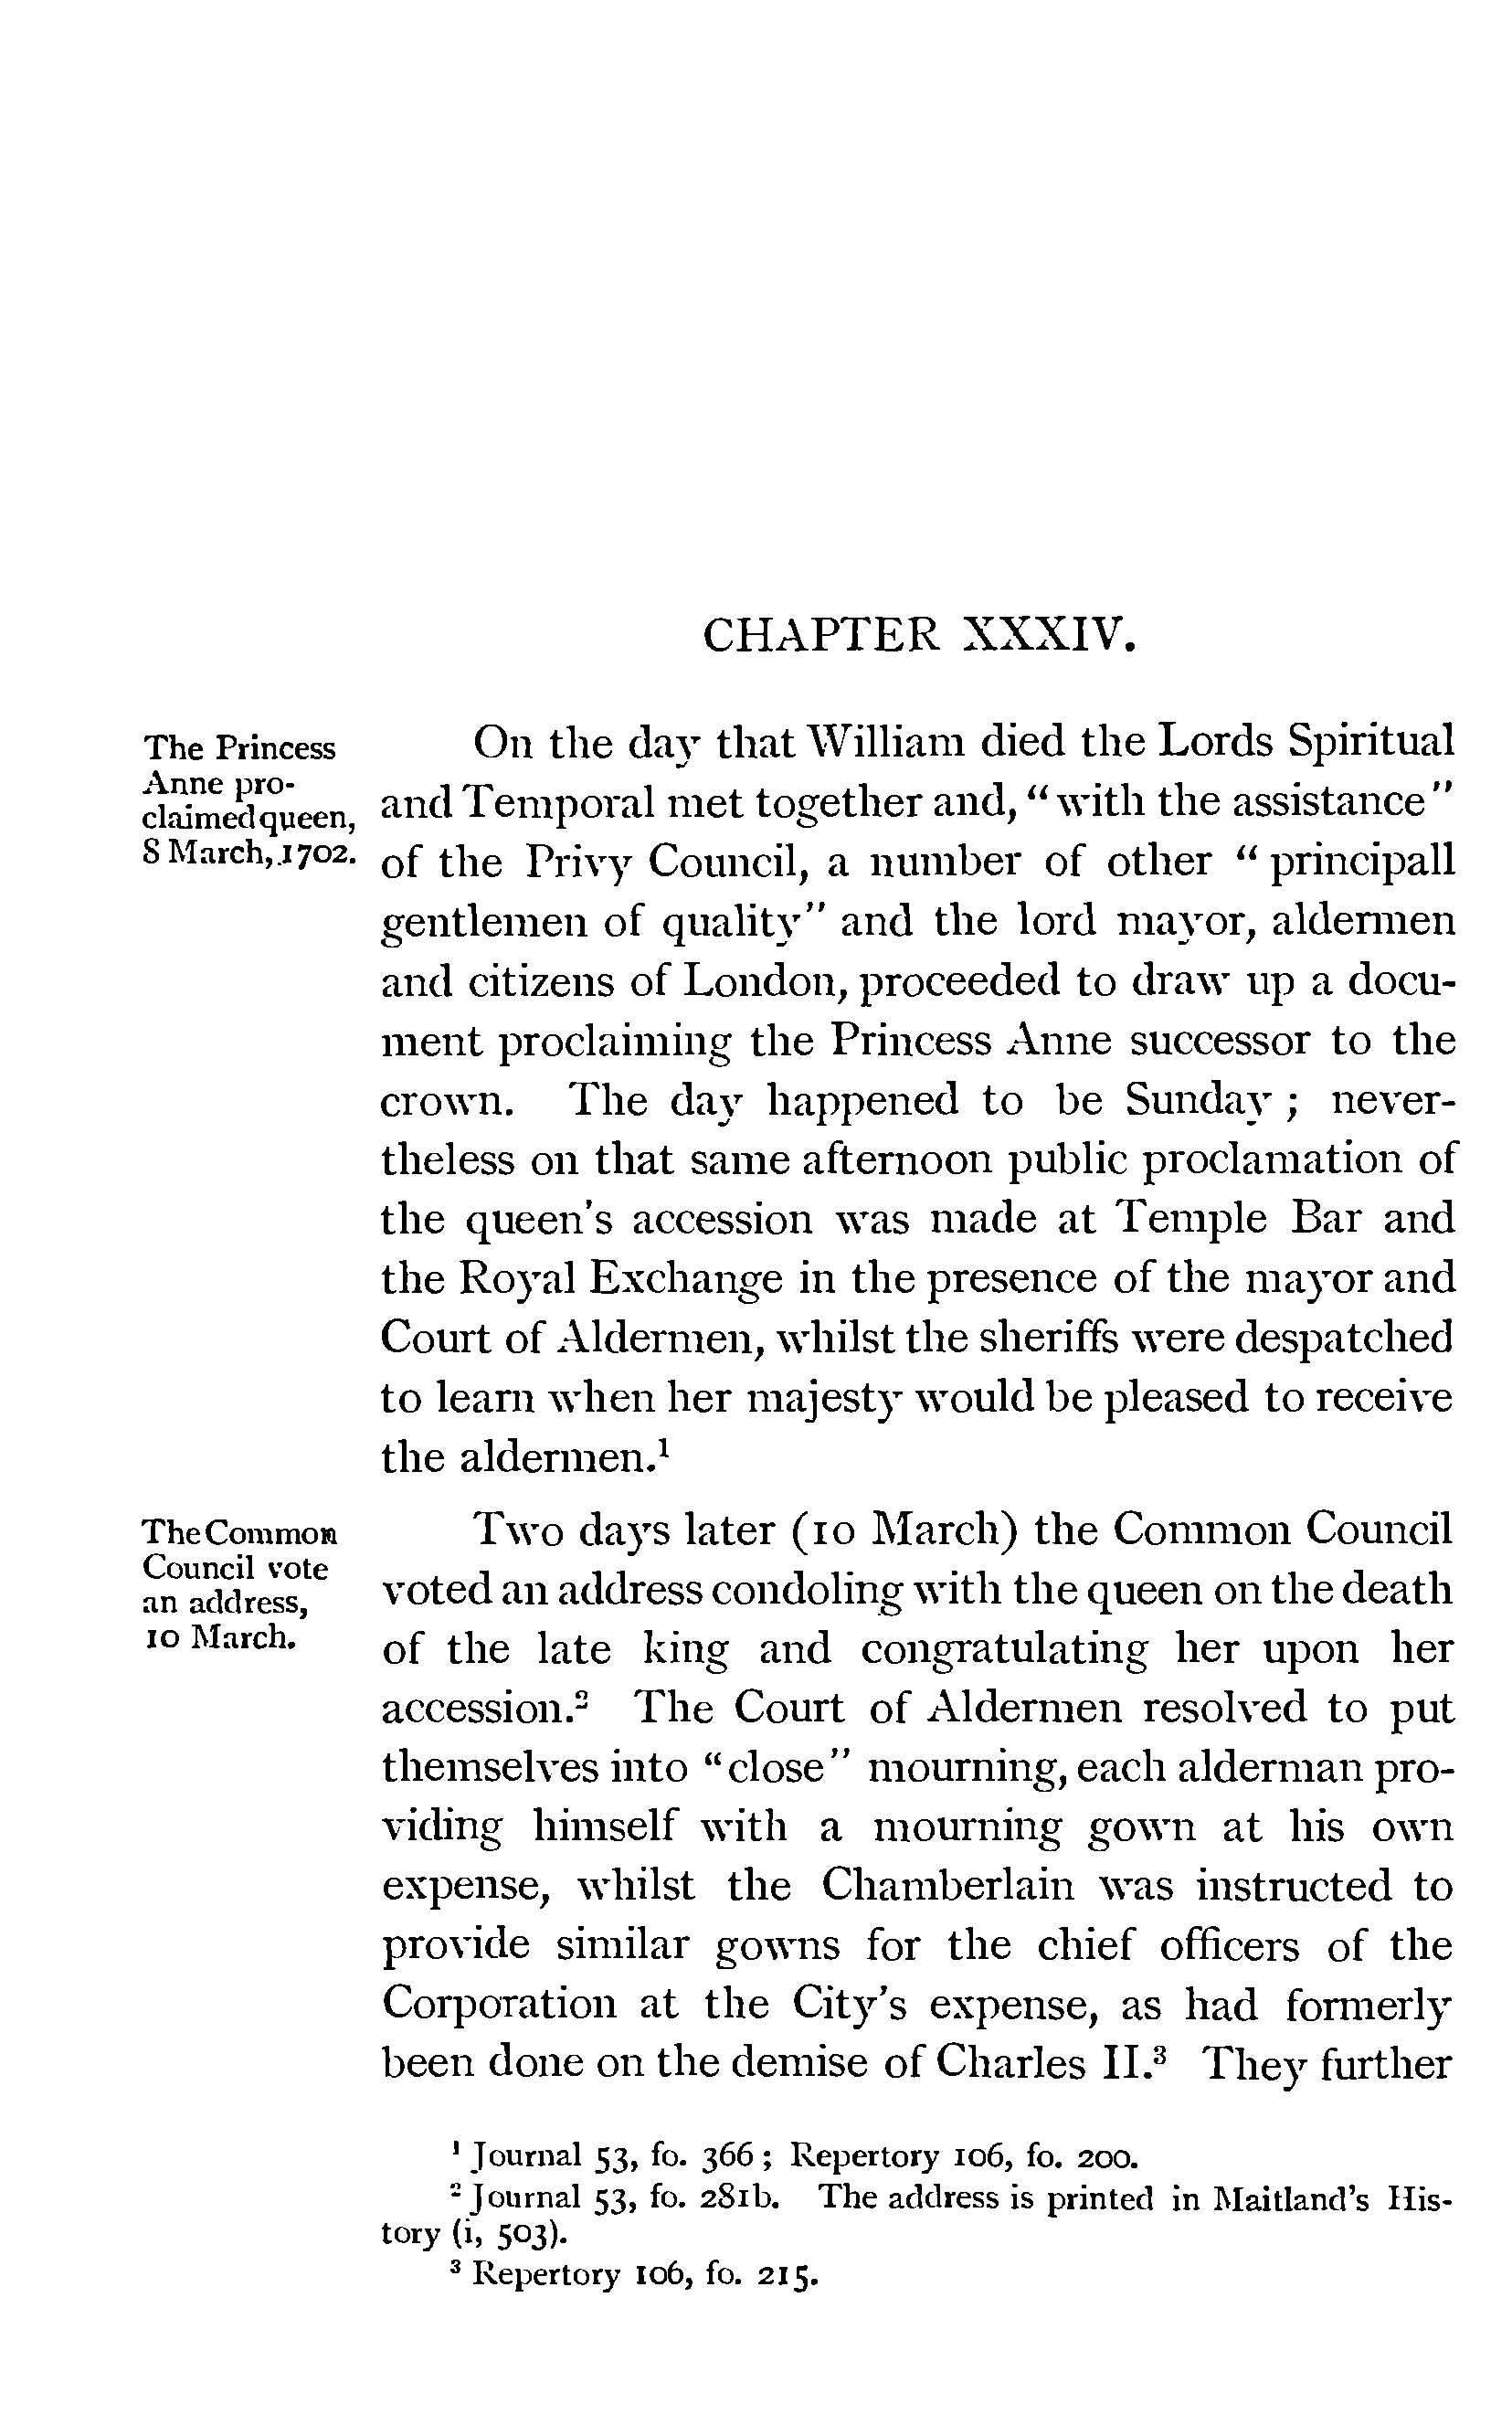 CHAPTER XXXIV.
The Princess
Anne pro-
claimed queen,
8 March, 1702.
On the day that William died the Lords Spiritual
and Temporal met together and, "with the assistance"
of the Privy Council, a number of other "principall
gentlemen of quality" and the lord mayor, aldermen
and citizens of London, proceeded to draw up a docu-
ment proclaiming the Princess Anne successor to the
crown. The day happened to be Sunday; never-
theless on that same afternoon public proclamation of
the queen's accession was made at Temple Bar and
the Royal Exchange in the presence of the mayor and
Court of Aldermen, whilst the sheriffs were despatched
to learn when her majesty would be pleased to receive
the aldermen.¹
The Common
Council vote
an address,
10 March.
Two days later (10 March) the Common Council
voted an address condoling with the queen on the death
of the late king and congratulating her upon her
accession.² The Court of Aldermen resolved to put
themselves into "close" mourning, each alderman pro-
viding himself with a mourning gown at his own
expense, whilst the Chamberlain was instructed to
provide similar gowns for the chief officers of the
Corporation at the City's expense, as had formerly
been done on the demise of Charles II.³ They further
¹ Journal 53, fo. 366; Repertory 106, fo. 200.
² Journal 53, fo. 281b. The address is printed in Maitland's His-
tory (i, 503).
³ Repertory 106, fo. 215.